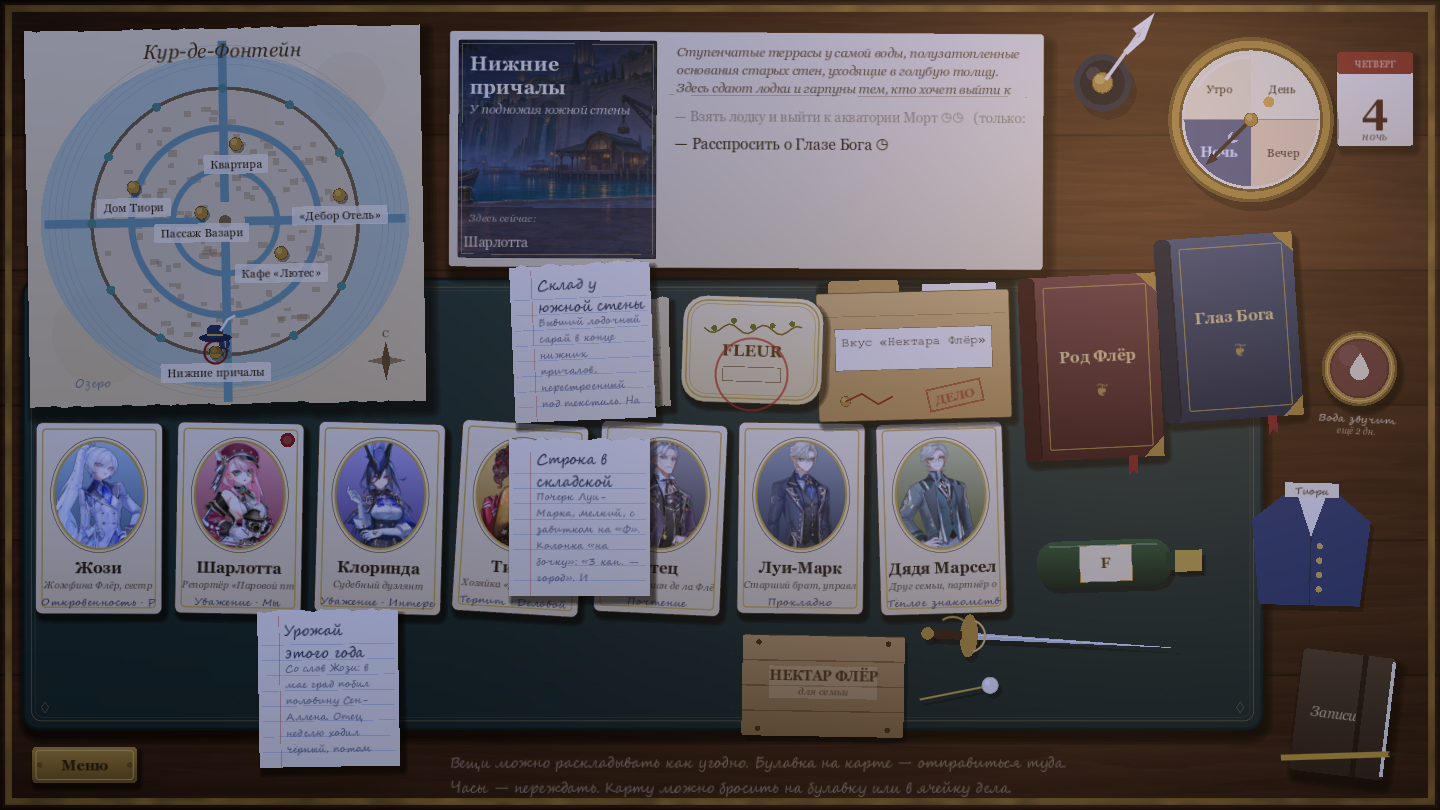 Кур-де-Фонтейн
Квартира
Дом Тиори
«Дебор Отель»
Пассаж Вазари
Кафе «Лютес»
Нижние причалы
Озеро
С
Нижние
причалы
У подножия южной стены
Здесь сейчас:
Шарлотта
Ступенчатые террасы у самой воды, полузатопленные
основания старых стен, уходящие в голубую толщу.
Здесь сдают лодки и гарпуны тем, кто хочет выйти к
— Взять лодку и выйти к акватории Морт (только:
— Расспросить о Глазе Бога
Утро
День
Ночь
Вечер
ЧЕТВЕРГ
4
НОЧЬ
Склад у
южной стены
Бывший лодочный
сарай в конце
нижних
причалов,
перестроенный
под текстиль. На
FLEUR
Вкус «Нектара Флёр»
ДЕЛО
Род Флёр
Глаз Бога
Вода звучит
ещё 2 дн.
Жози
Жозефина Флёр, сестр
Откровенность · Р
Шарлотта
Репортёр «Паровой пт
Уважение · Мы
Клоринда
Судебный дуэлянт
Уважение · Интере
Хозяйка
Терпит Деловой
Строка в
складской
Почерк Луи-
Марка, мелкий, с
завитком на «Ф».
Колонка «на
бочку»: «3 кап. —
город». И
тец
де ла Флё
Почтение
Луи-Марк
Старший брат, управл
Прохладно
Дядя Марсел
Друг семьи, партнёр о
Тёплое знакомств
F
Тиори
Урожай
этого года
Со слов Жози: в
мае град побил
половину Сен-
Аллена. Отец
неделю ходил
чёрный, потом
НЕКТАР ФЛЁР
для семьи
Записи
Меню
Вещи можно раскладывать как угодно. Булавка на карте — отправиться туда.
Часы — переждать. Карту можно бросить на булавку или в ячейку дела.